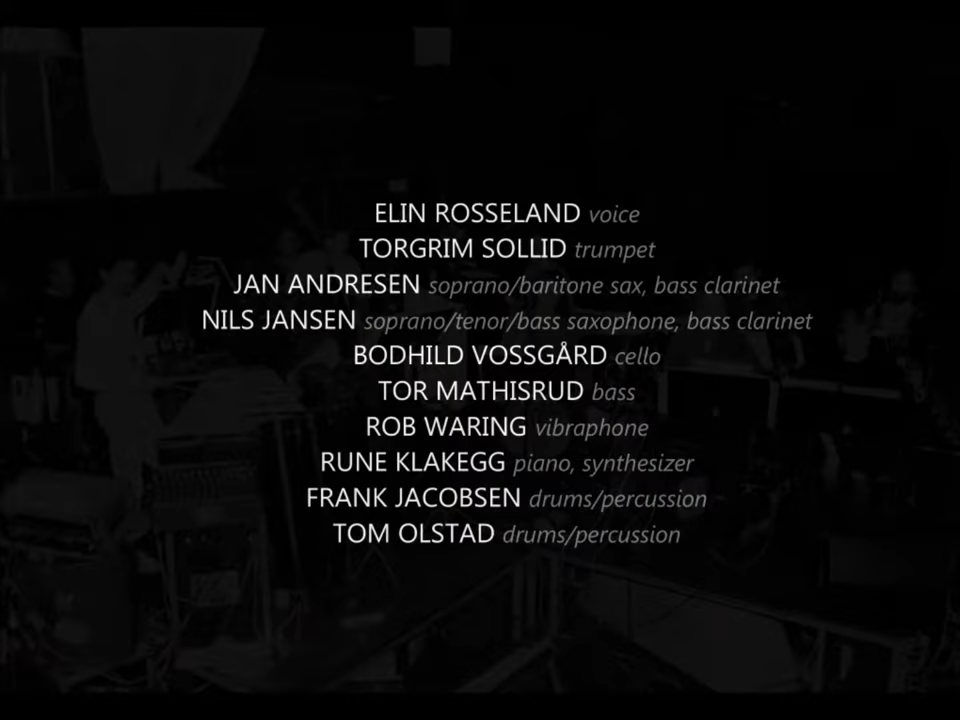 ELIN ROSSELAND voice
TORGRIM SOLLID trumpet
JAN ANDRESEN soprano/baritone sax, bass clarinet
NILS JANSEN soprano/tenor/bass saxophone, bass clarinet
BODHILD VOSSGÅRD cello
TOR MATHISRUD bass
ROB WARING vibraphone
RUNE KLAKEGG piano, synthesizer
FRANK JACOBSEN drums/percussion
TOM OLSTAD drums/percussion